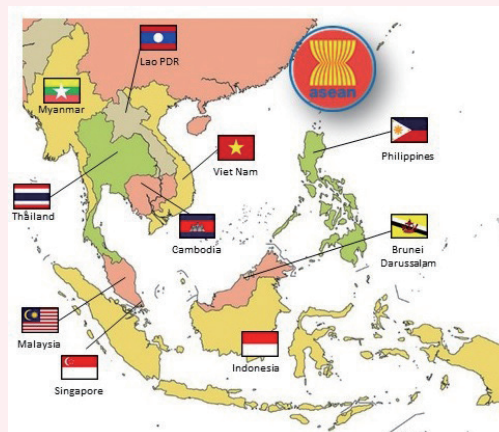 Lao PDR
asean
Myanmar
Philippines
Viet Nam
Thailand
Cambodia
Brunei
Darussalam
Malaysia
Indonesia
Singapore